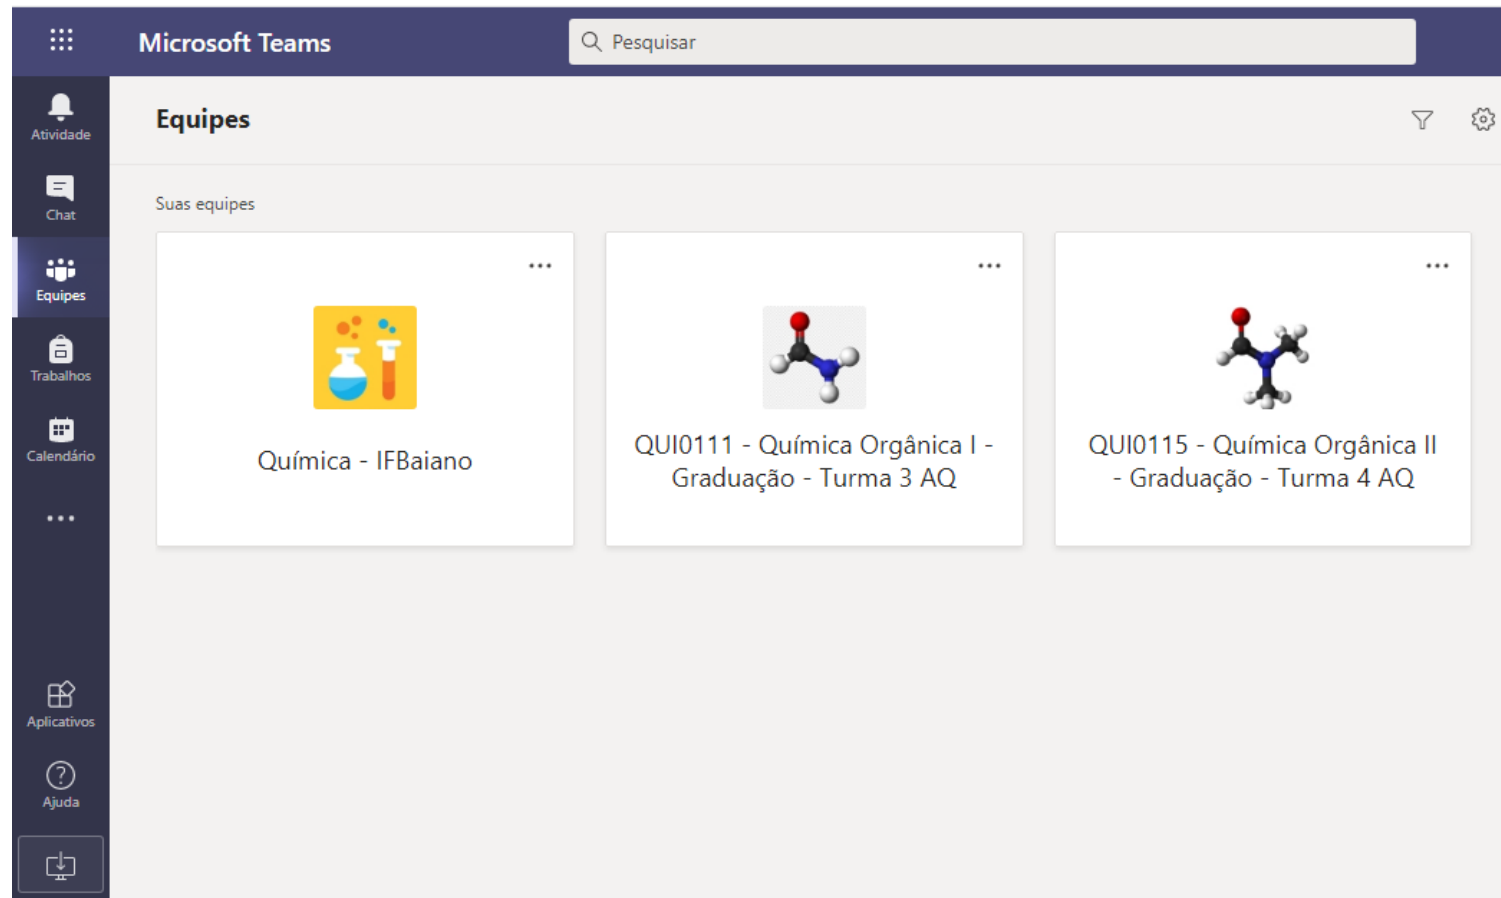 Microsoft Teams
Pesquisar
Atividade
Chat
Equipes
Trabalhos
Calendário
Aplicativos
Ajuda
Equipes
Suas equipes
Química - IFBaiano
QUI0111 - Química Orgânica I -
Graduação - Turma 3 AQ
QUI0115 - Química Orgânica II
- Graduação - Turma 4 AQ